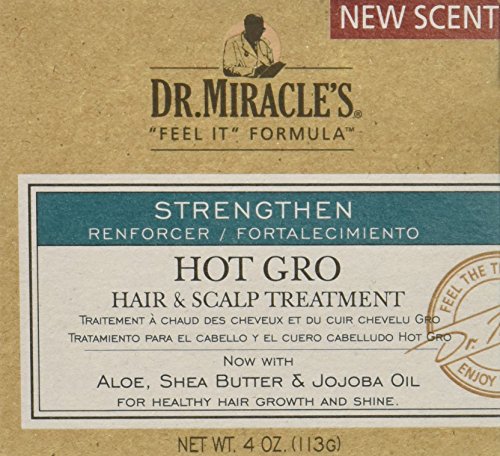 NEW SCENT
DR. MIRACLE'S®
"FEEL IT" FORMULA™
STRENGTHEN
RENFORCER / FORTALECIMIENTO
HOT GRO
HAIR & SCALP TREATMENT
TRAITEMENT À CHAUD DES CHEVEUX ET DU CUIR CHEVELU GRO
TRATAMIENTO PARA EL CABELLO Y EL CUERO CABELLUDO HOT GRO
NOW WITH
ALOE, SHEA BUTTER & JOJOBA OIL
FOR HEALTHY HAIR GROWTH AND SHINE.
FEEL THE
Dr.
ENJOY
NET WT. 4 OZ. (113G)